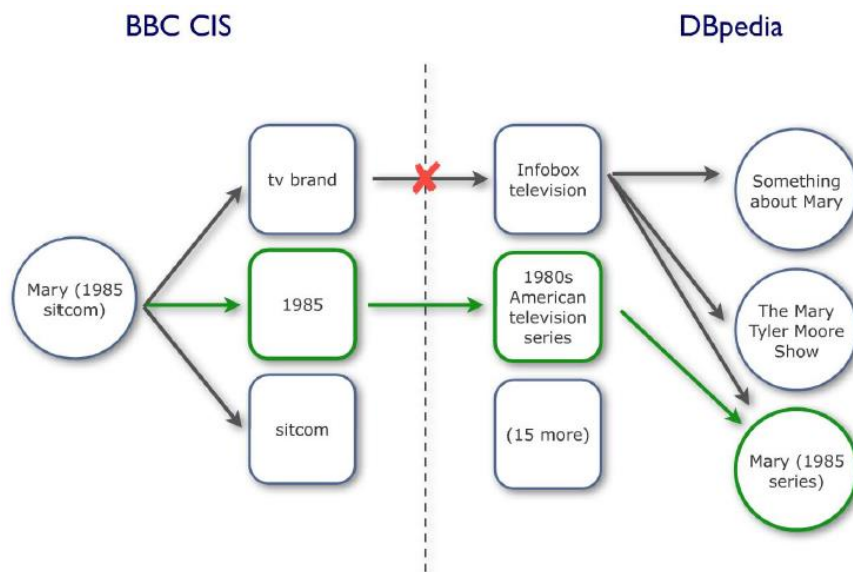 BBC CIS
DBpedia
tv brand
Infobox
television
Something
about Mary
Mary (1985
sitcom)
1985
1980s
American
television
series
The Mary
Tyler Moore
Show
sitcom
(15 more)
Mary (1985
series)